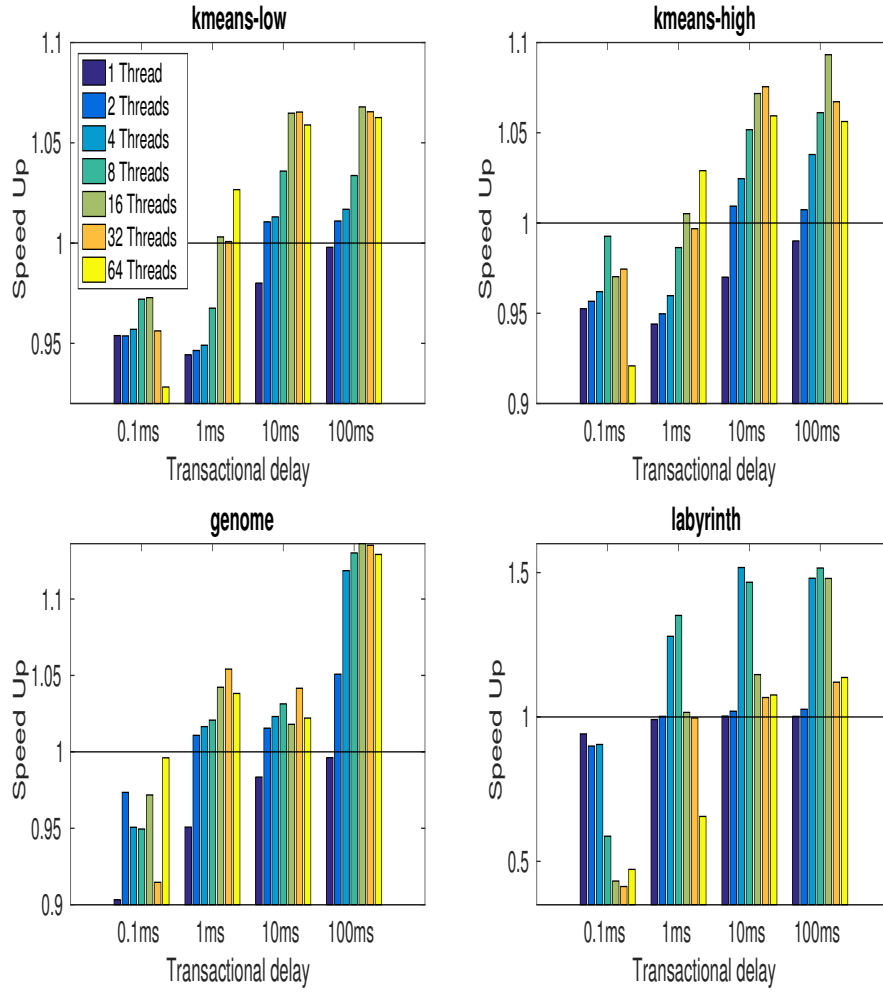 kmeans-low
1.1
1.05
1
0.95
Speed Up
1 Thread
2 Threads
4 Threads
8 Threads
16 Threads
32 Threads
64 Threads
0.1ms 1ms 10ms 100ms
Transactional delay
kmeans-high
1.1
1.05
1
0.95
0.9
Speed Up
0.1ms 1ms 10ms 100ms
Transactional delay
genome
1.1
1.05
1
0.95
0.9
Speed Up
0.1ms 1ms 10ms 100ms
Transactional delay
labyrinth
1.5
1
0.5
Speed Up
0.1ms 1ms 10ms 100ms
Transactional delay